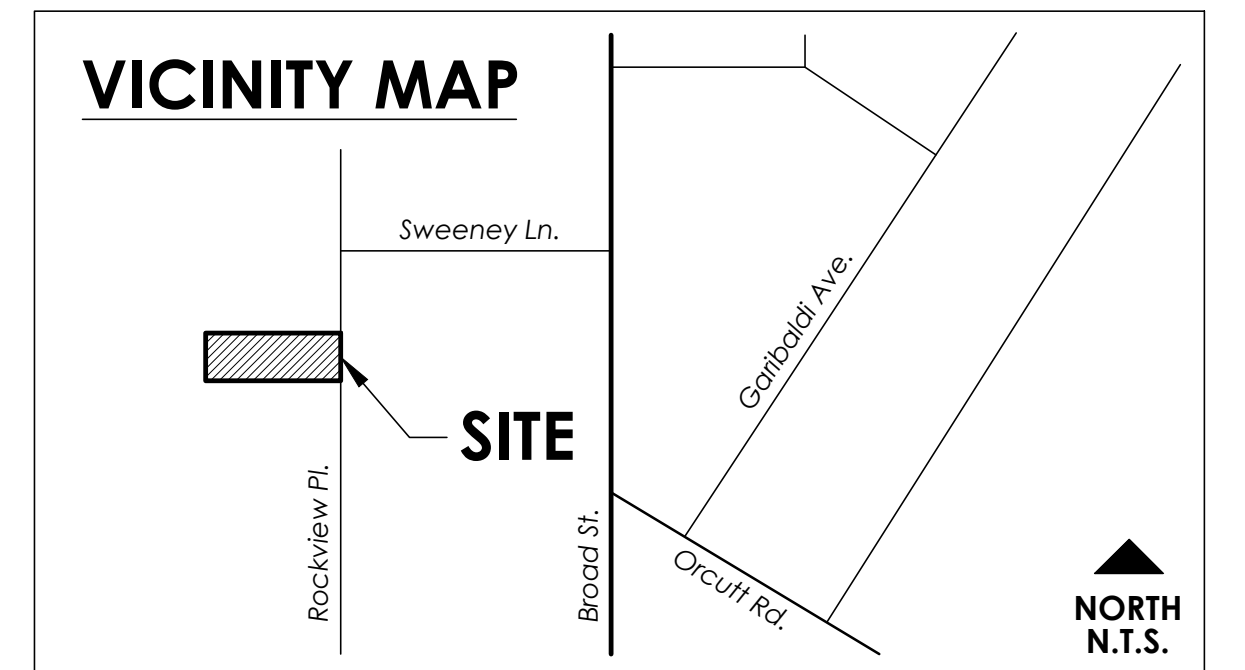 VICINITY MAP
Sweeney Ln.
Garibaldi Ave.
SITE
Rockview Pl.
Broad St.
Orcutt Rd.
NORTH
N.T.S.